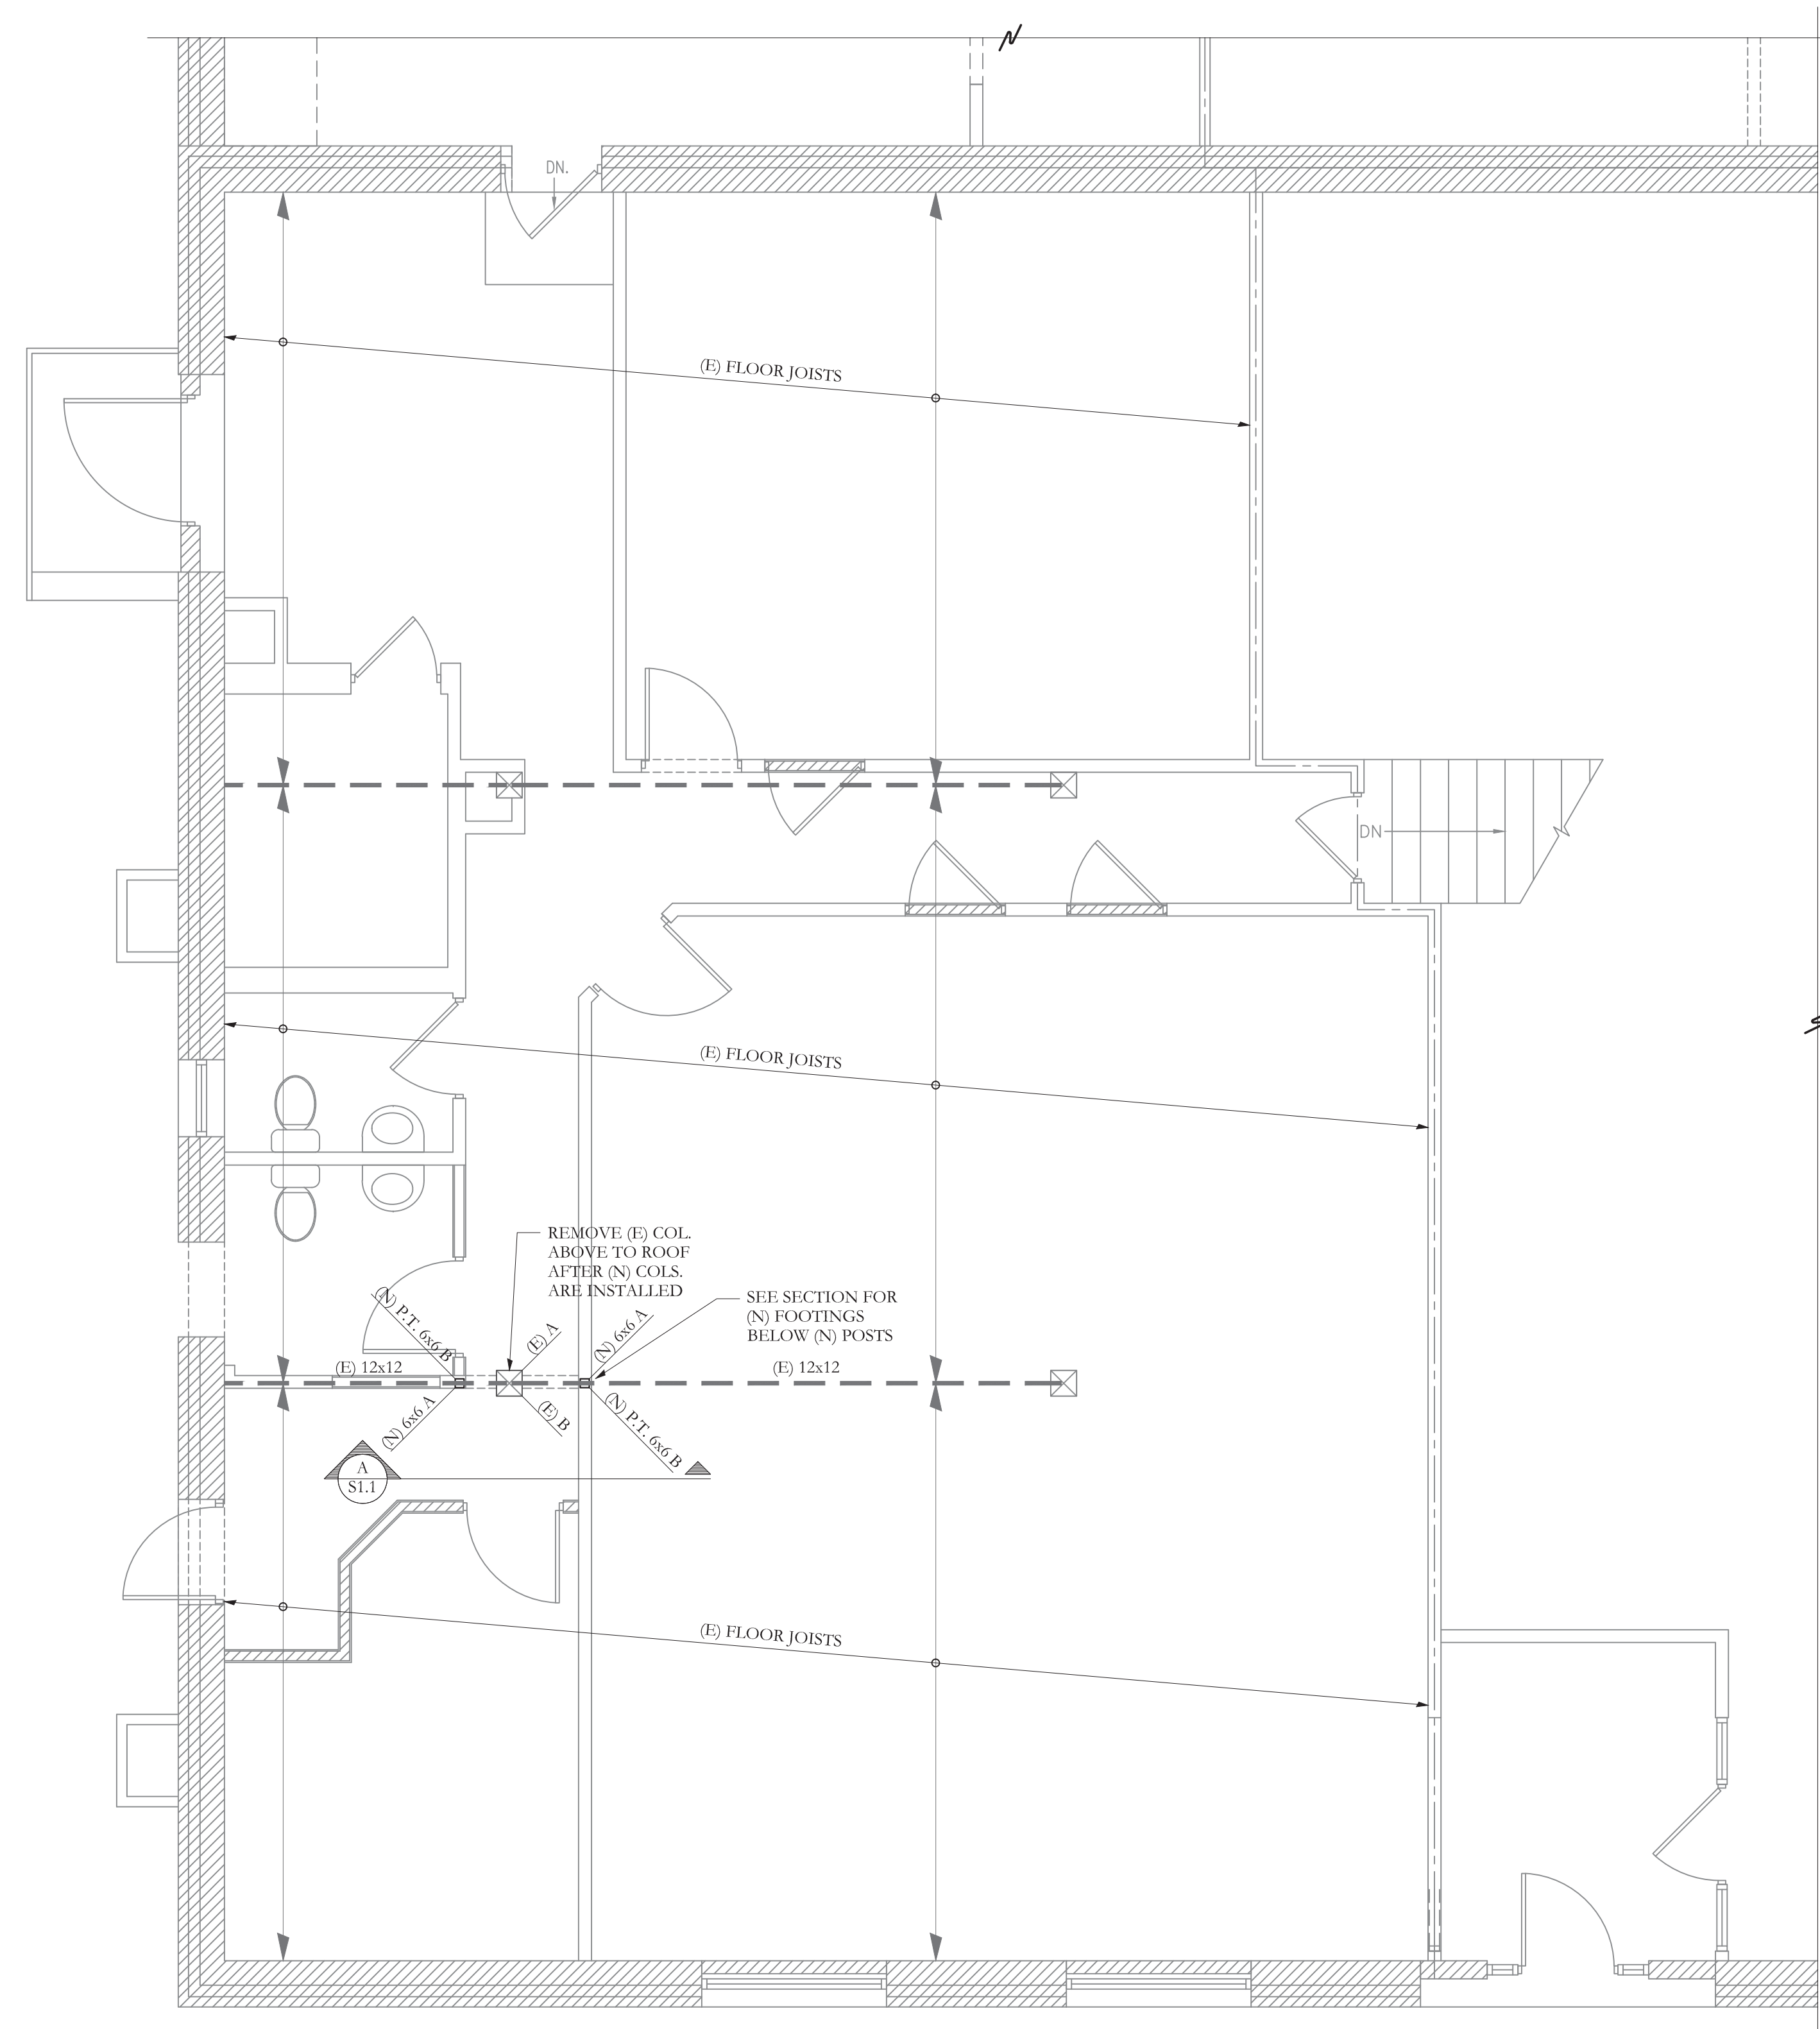 DN.
(E) FLOOR JOISTS
DN
(E) FLOOR JOISTS
REMOVE (E) COL.
ABOVE TO ROOF
AFTER (N) COLS.
ARE INSTALLED
SEE SECTION FOR
(N) FOOTINGS
BELOW (N) POSTS
(N) P.T. 6x6 B
(E) A
(N) 6x6 A
(E) 12x12
(E) 12x12
(N) 6x6 A
(E) B
(N) P.T. 6x6 B
A
S1.1
(E) FLOOR JOISTS